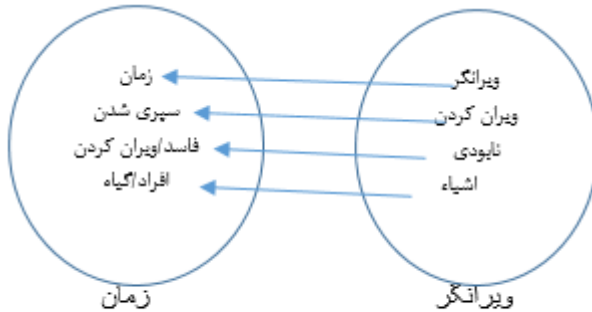 ویرانگر
ویران کردن
نابودی
اشیاء
ویرانگر
زمان
سپری شدن
فاسد/ویران کردن
افراد/گیاه
زمان